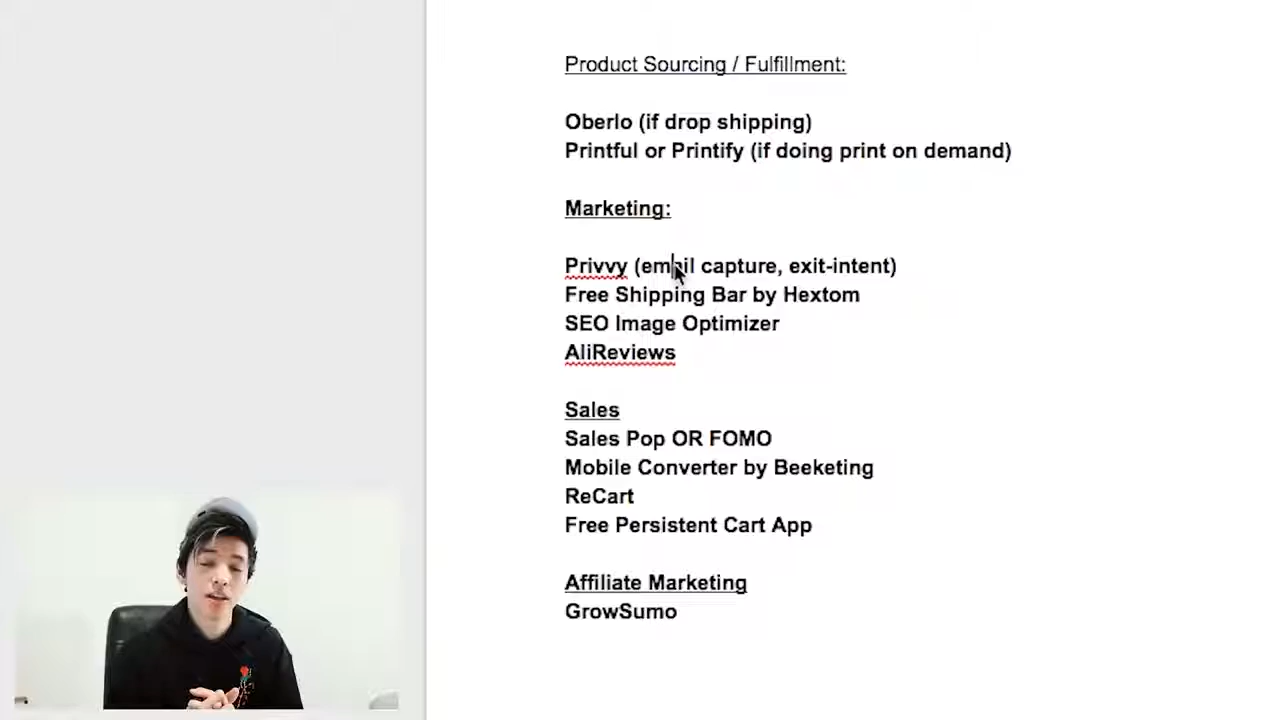 Product Sourcing / Fulfillment:
Oberlo (if drop shipping)
Printful or Printify (if doing print on demand)
Marketing:
Privvy (email capture, exit-intent)
Free Shipping Bar by Hextom
SEO Image Optimizer
AliReviews
Sales
Sales Pop OR FOMO
Mobile Converter by Beeketing
ReCart
Free Persistent Cart App
Affiliate Marketing
GrowSumo